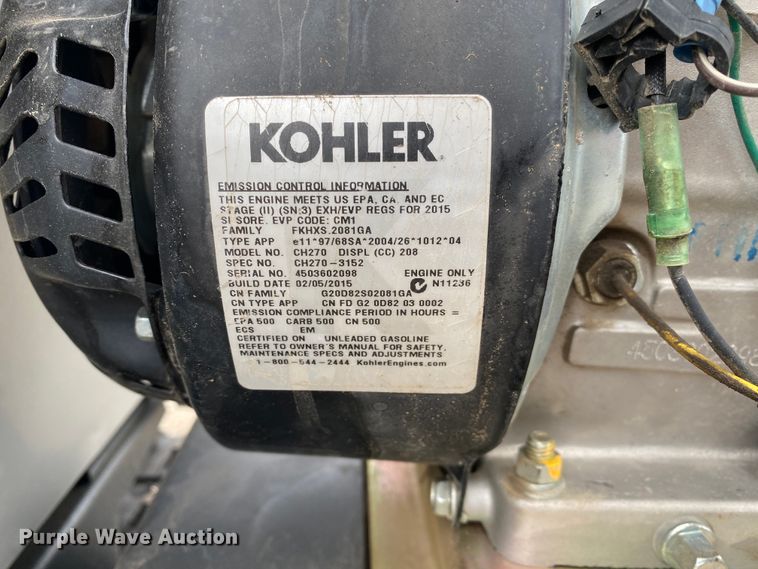 KOHLER
EMISSION CONTROL INFORMATION
THIS ENGINE MEETS US EPA, CA, AND EC
STAGE (II) (SN:3) EXH/EVP REGS FOR 2015
SI SORE, EVP CODE: CM1
FAMILY FKHXS.2081GA
TYPE APP e11*97/68SA*2004/26*1012*04
MODEL NO. CH270 DISPL (CC) 208
SPEC NO. CH270-3152
SERIAL NO. 4503602098 ENGINE ONLY
BUILD DATE 02/05/2015 N11236
CN FAMILY G20D82S02081GA
CN TYPE APP CN FD G2 0D82 03 0002
EMISSION COMPLIANCE PERIOD IN HOURS =
EPA 500 CARB 500 CN 500
ECS EM
CERTIFIED ON UNLEADED GASOLINE
REFER TO OWNER'S MANUAL FOR SAFETY,
MAINTENANCE SPECS AND ADJUSTMENTS
1-800-544-2444 KohlerEngines.com
Purple Wave Auction